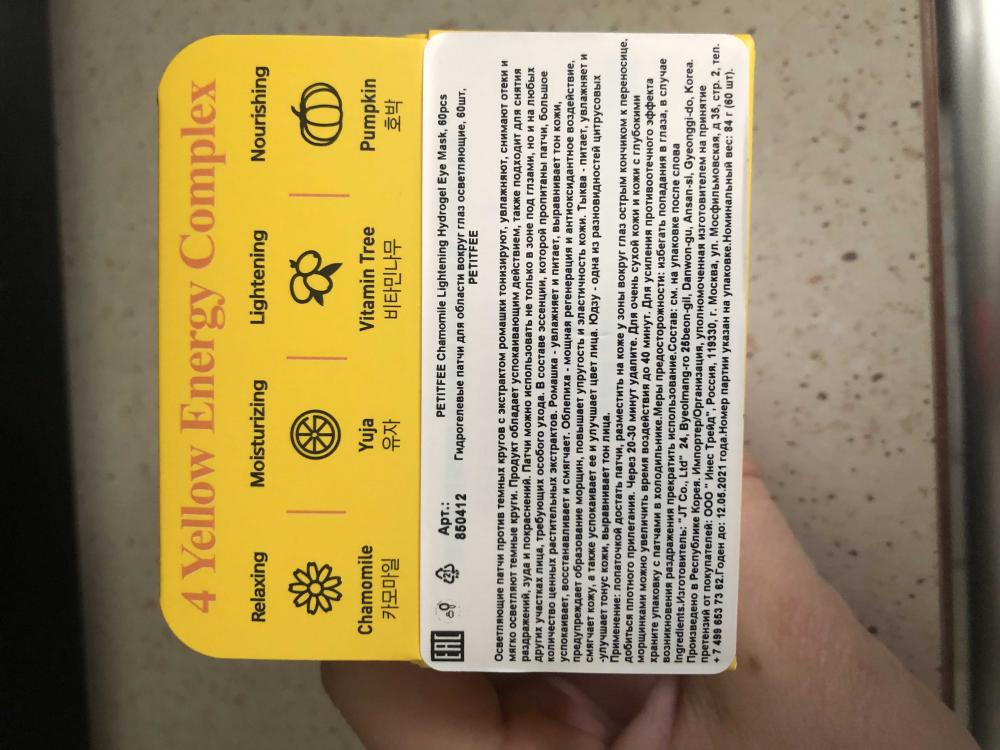 4 Yellow Energy Complex
Relaxing
Moisturizing
Lightening
Nourishing
Chamomile
카모마일
Yuja
유자
Vitamin Tree
비타민나무
Pumpkin
호박
EAC
Арт.:
850412
PETITFEE Chamomile Lightening Hydrogel Eye Mask, 60pcs
Гидрогелевые патчи для области вокруг глаз осветляющие, 60шт,
PETITFEE
Осветляющие патчи против темных кругов с экстрактом ромашки тонизируют, увлажняют, снимают отеки и
мягко осветляют темные круги. Продукт обладает успокаивающим действием, также подходит для снятия
раздражений, зуда и покраснений. Патчи можно использовать не только в зоне под глзами, но и на любых
других участках лица, требующих особого ухода. В составе эссенции, которой пропитаны патчи, большое
количество ценных растительных экстрактов. Ромашка - увлажняет и питает, выравнивает тон кожи,
успокаивает, восстанавливает и смягчает. Облепиха - мощная регенерация и антиоксидантное воздействие,
предупреждает образование морщин, повышает упругость и эластичность кожи. Тыква - питает, увлажняет и
смягчает кожу, а также успокаивает ее и улучшает цвет лица. Юдзу - одна из разновидностей цитрусовых
-улучшает тонус кожи, выравнивает тон лица.
Применение: лопаточкой достать патчи, разместить на коже у зоны вокруг глаз острым кончиком к переносице,
добиться плотного прилегания. Через 20-30 минут удалите. Для очень сухой кожи и кожи с глубокими
морщинками можно увеличить время воздействия до 40 минут. Для усиления противоотечного эффекта
храните упаковку с патчами в холодильнике.Меры предосторожности: избегать попадания в глаза, в случае
возникновения раздражения прекратить использование.Состав: см. на упаковке после слова
Ingredients.Изготовитель: "JT Co., Ltd" 24, Byeolmang-ro 26beon-gil, Danwon-gu, Ansan-si, Gyeonggi-do, Korea.
Произведено в Республике Корея. Импортер/Организация, уполномоченная изготовителем на принятие
претензий от покупателей: ООО " Инес Трейд", Россия, 119330, г. Москва, ул. Мосфильмовская, д 35, стр. 2, тел.
+ 7 499 653 73 62.Годен до: 12.05.2021 года.Номер партии указан на упаковке.Номинальный вес: 84 г (60 шт).